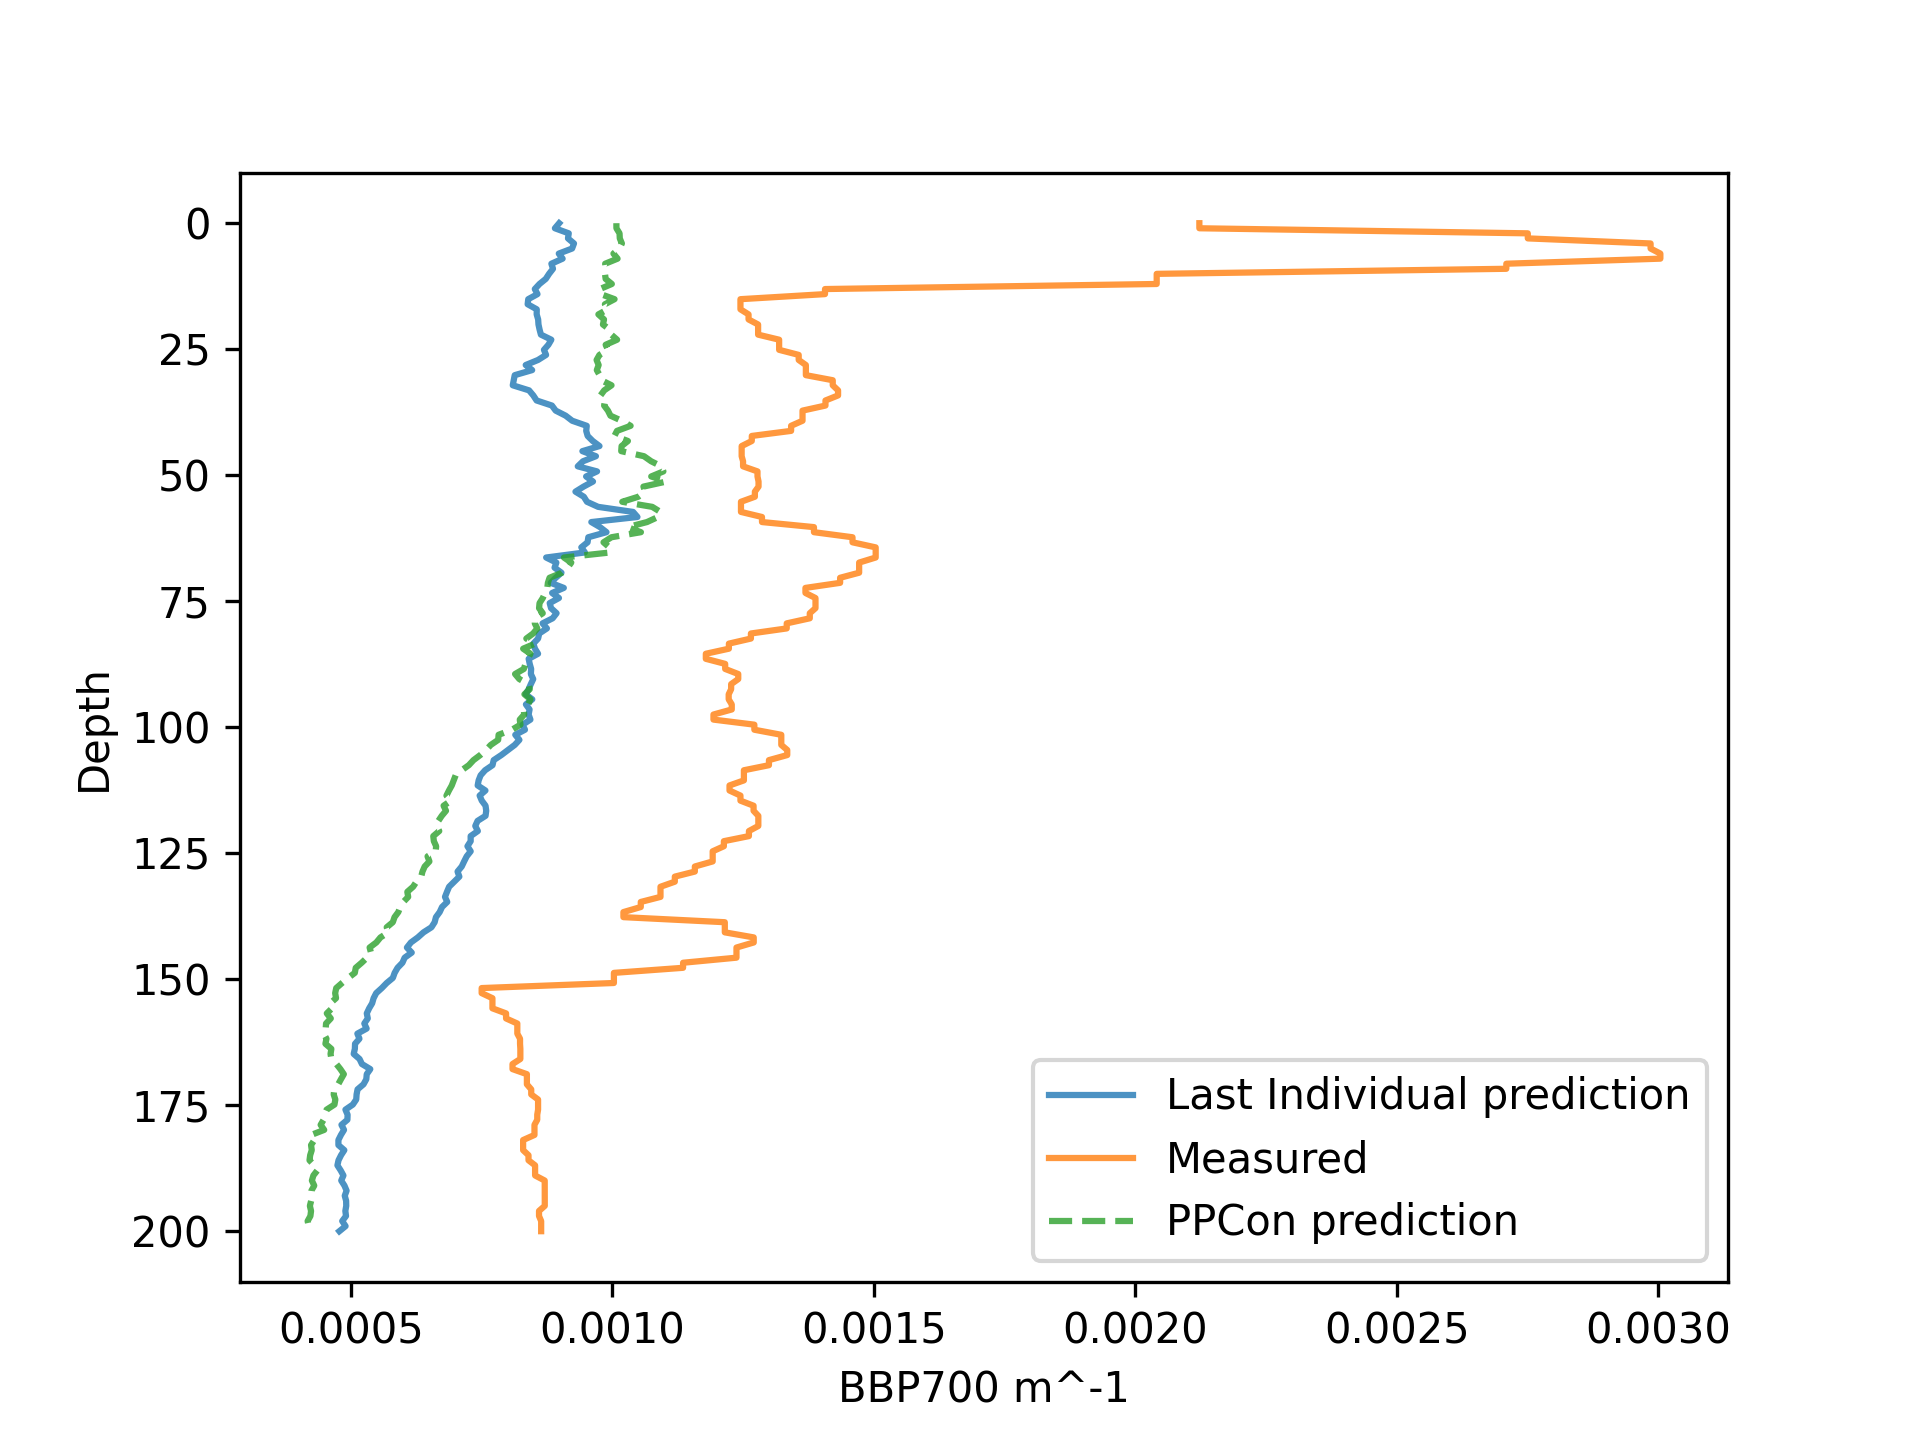 0
25
50
75
100
125
150
175
200
Depth
0.0005 0.0010 0.0015 0.0020 0.0025 0.0030
BBP700 m^-1
Last Individual prediction
Measured
PPCon prediction